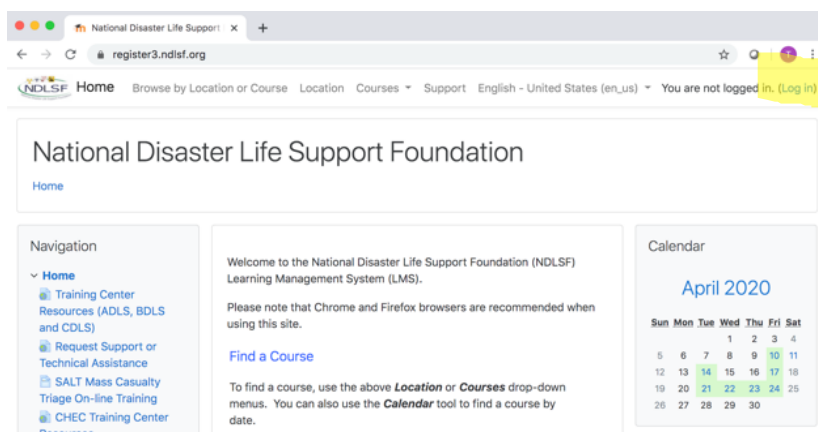 National Disaster Life Support
register3.ndlsf.org
T
NDLSF Home Browse by Location or Course Location Courses Support English - United States (en_us) You are not logged in. (Log in)
National Disaster Life Support Foundation
Home
Navigation
Home
Training Center
Resources (ADLS, BDLS
and CDLS)
Request Support or
Technical Assistance
SALT Mass Casualty
Triage On-line Training
CHEC Training Center
Resources
Welcome to the National Disaster Life Support Foundation (NDLSF)
Learning Management System (LMS).
Please note that Chrome and Firefox browsers are recommended when
using this site.
Find a Course
To find a course, use the above Location or Courses drop-down
menus. You can also use the Calendar tool to find a course by
date.
Calendar
April 2020
Sun Mon Tue Wed Thu Fri Sat
1 2 3 4
5 6 7 8 9 10 11
12 13 14 15 16 17 18
19 20 21 22 23 24 25
26 27 28 29 30